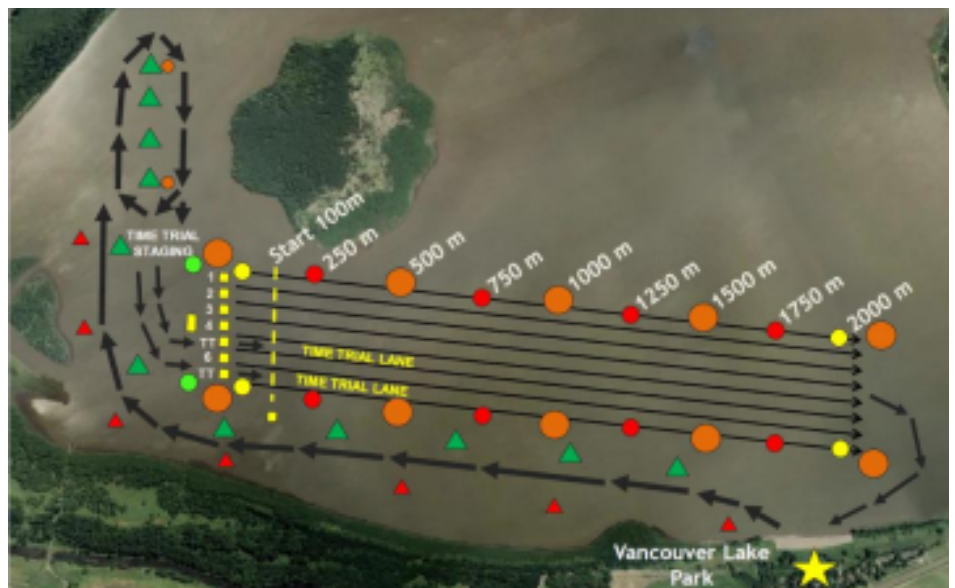 Start 100m
250 m
500 m
750 m
1000 m
1250 m
1500 m
1750 m
2000 m
TIME TRIAL
STAGING
1
2
3
4
TT
6
TT
TIME TRIAL LANE
TIME TRIAL LANE
Vancouver Lake
Park